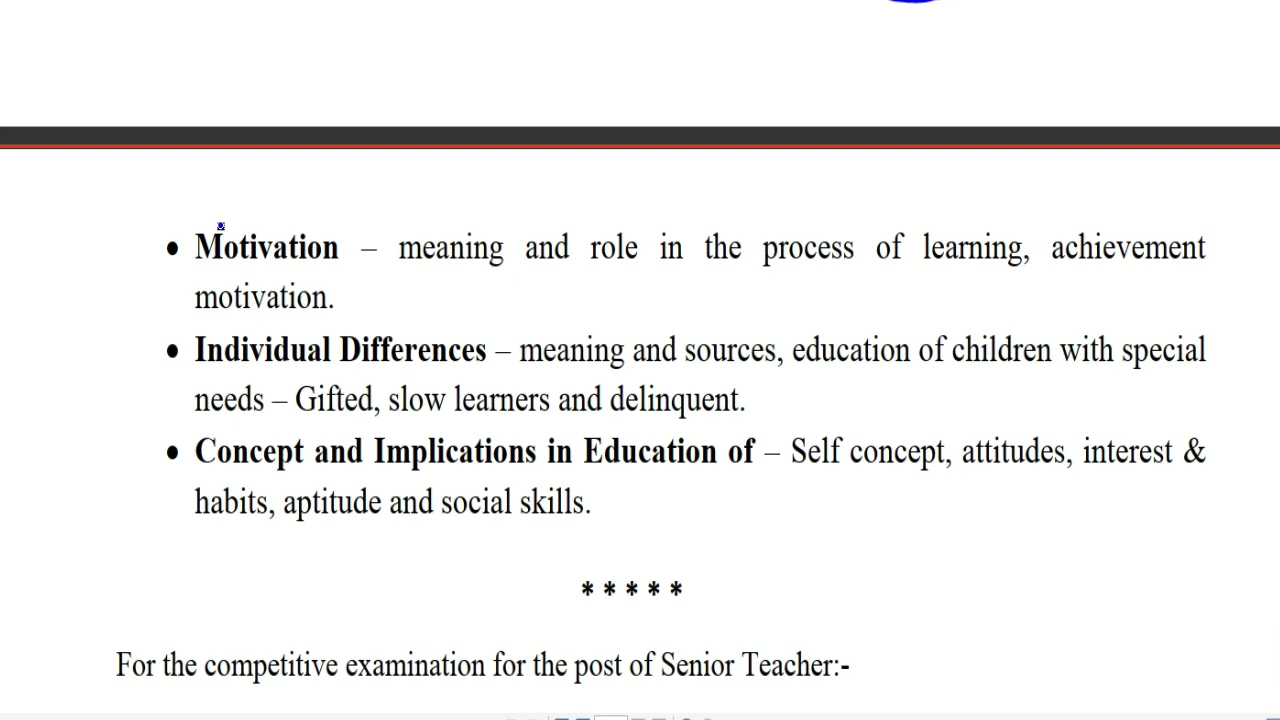 • Motivation – meaning and role in the process of learning, achievement
motivation.
• Individual Differences – meaning and sources, education of children with special
needs – Gifted, slow learners and delinquent.
• Concept and Implications in Education of – Self concept, attitudes, interest &
habits, aptitude and social skills.
* * * * *
For the competitive examination for the post of Senior Teacher:-